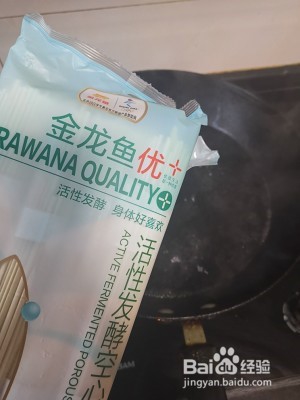 金龙鱼优+
RAWANA QUALITY+
活性发酵 身体好喜欢
活性发酵空心
ACTIVE FERMENTED POROUS
Baidu经验
jingyan.baidu.com